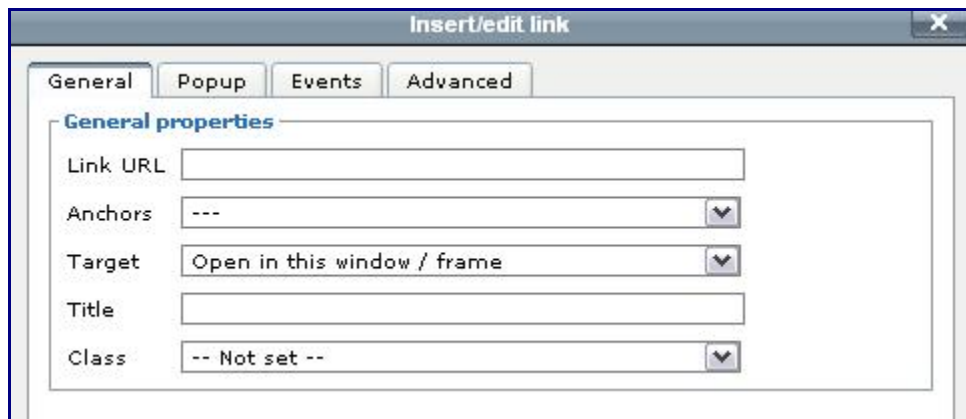 Insert/edit link
General Popup Events Advanced
General properties
Link URL
Anchors ---
Target Open in this window / frame
Title
Class -- Not set --